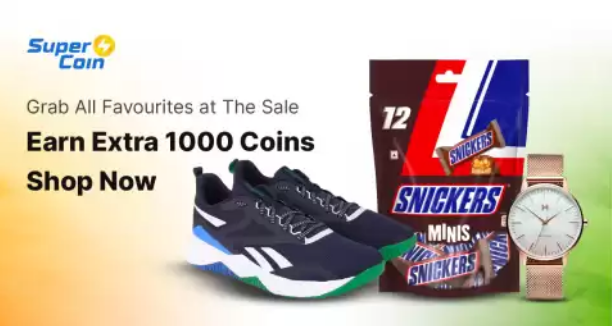 Super
Coin
Grab All Favourites at The Sale
Earn Extra 1000 Coins
Shop Now
12
SNICKERS
SNICKERS
MINIS
SNICKERS